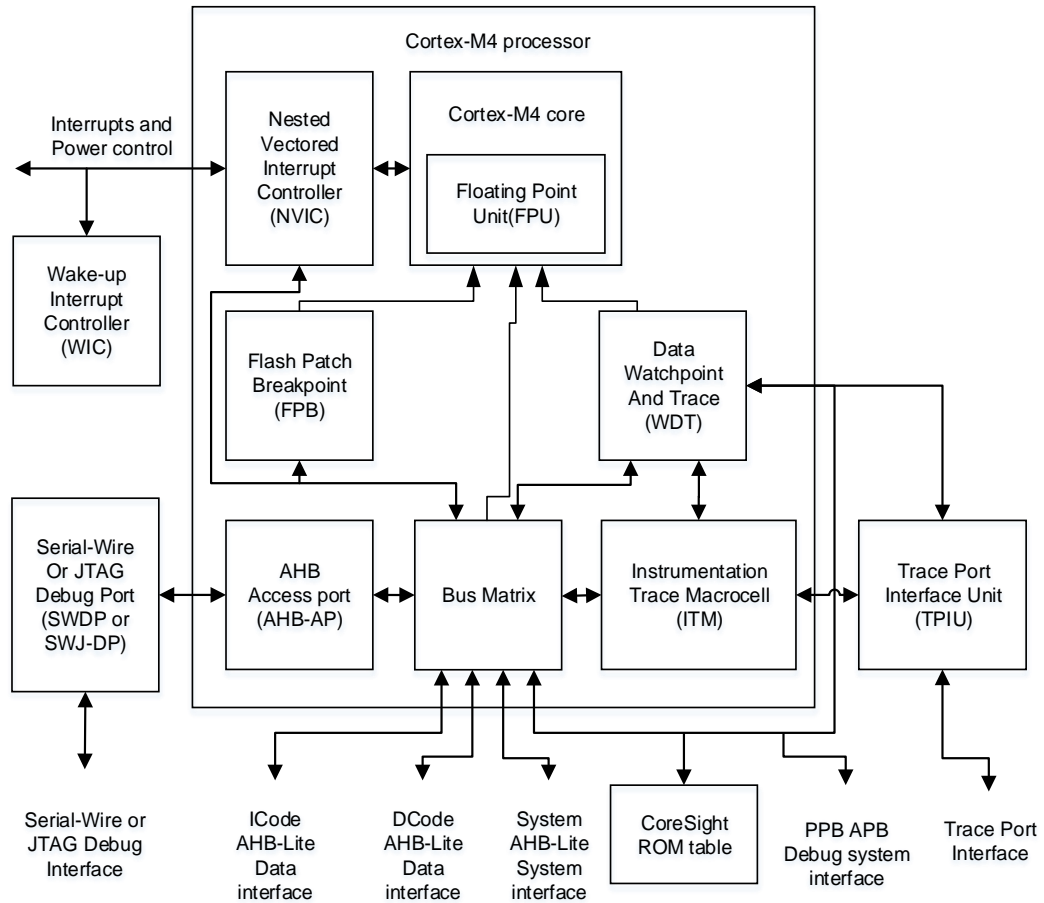 Cortex-M4 processor
Interrupts and
Power control
Nested
Vectored
Interrupt
Controller
(NVIC)
Cortex-M4 core
Floating Point
Unit(FPU)
Wake-up
Interrupt
Controller
(WIC)
Flash Patch
Breakpoint
(FPB)
Data
Watchpoint
And Trace
(WDT)
Serial-Wire
Or JTAG
Debug Port
(SWDP or
SWJ-DP)
AHB
Access port
(AHB-AP)
Bus Matrix
Instrumentation
Trace Macrocell
(ITM)
Trace Port
Interface Unit
(TPIU)
Serial-Wire or
JTAG Debug
Interface
ICode
AHB-Lite
Data
interface
DCode
AHB-Lite
Data
interface
System
AHB-Lite
System
interface
CoreSight
ROM table
PPB APB
Debug system
interface
Trace Port
Interface